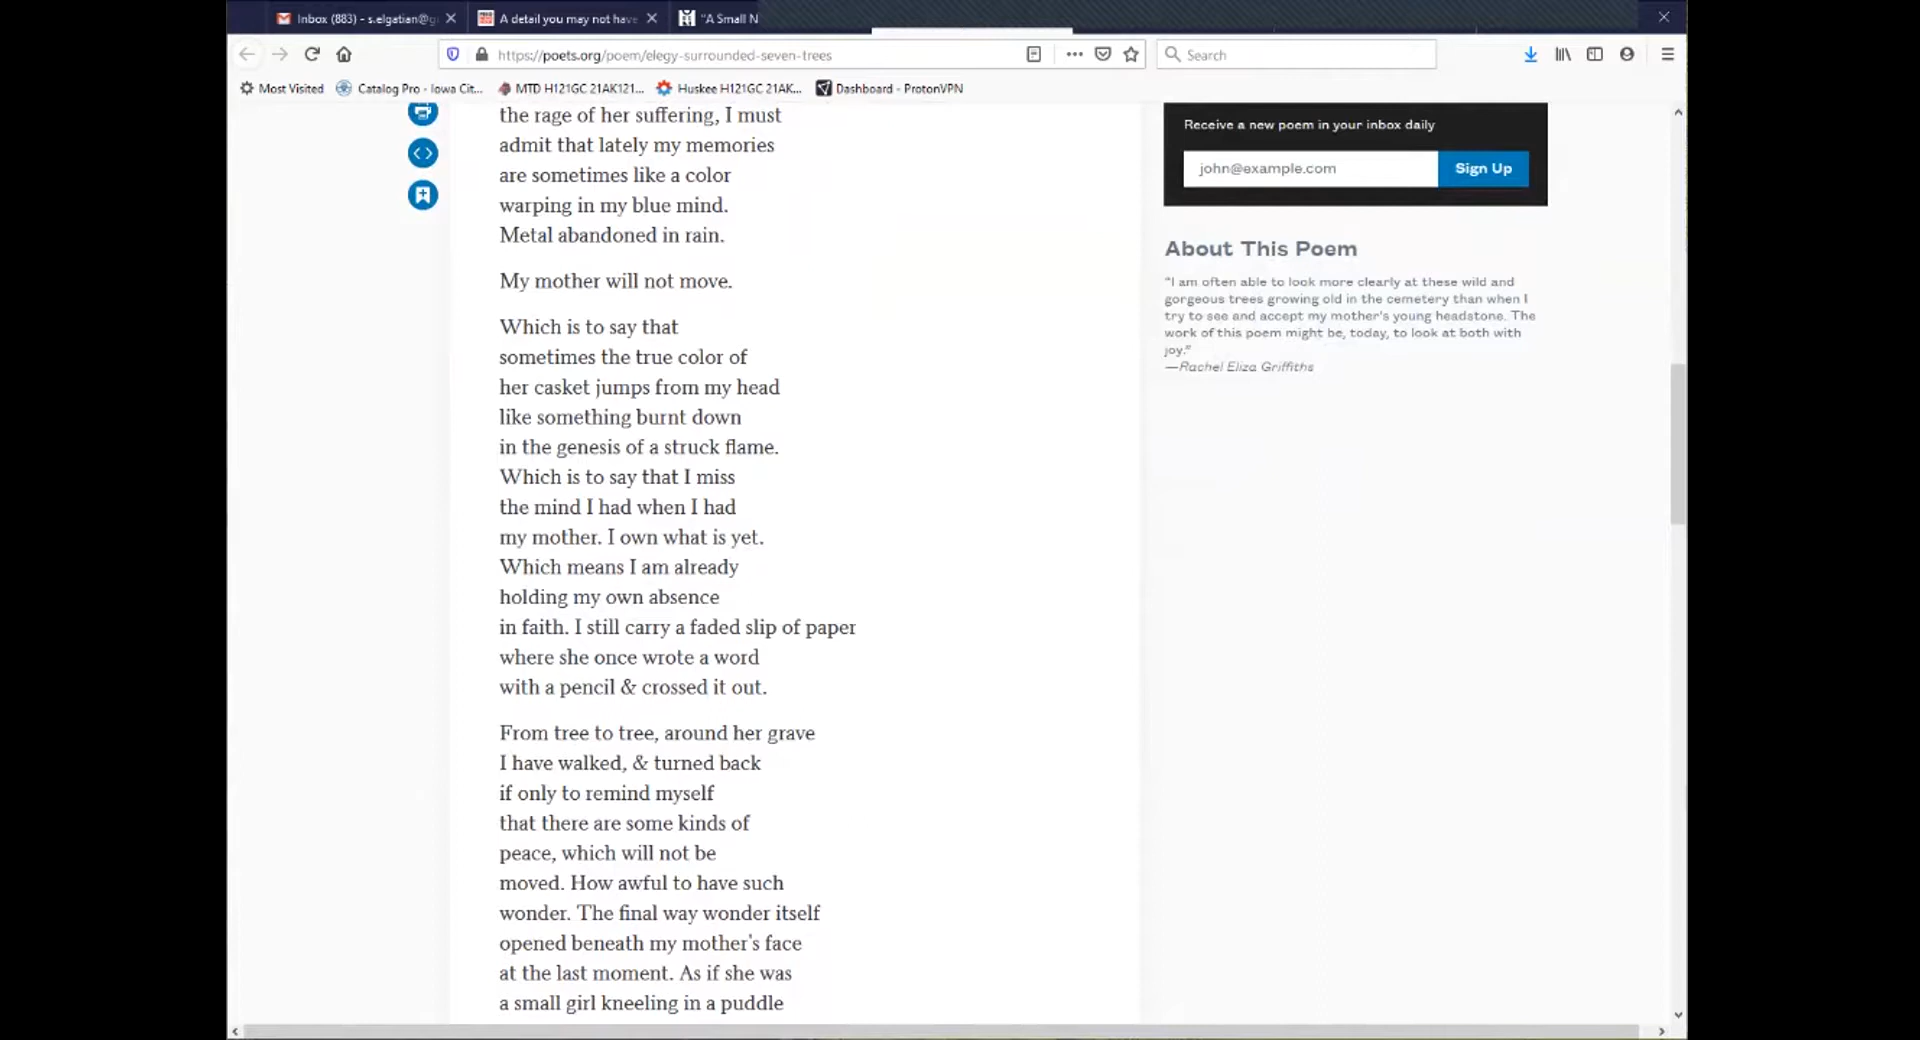 Inbox (883) - s.elgatian@g
A detail you may not have
"A Small N
https://poets.org/poem/elegy-surrounded-seven-trees
Search
Most Visited
Catalog Pro - Iowa Cit...
MTD H121GC 21AK121...
Huskee H121GC 21AK...
Dashboard - ProtonVPN
the rage of her suffering, I must
admit that lately my memories
are sometimes like a color
warping in my blue mind.
Metal abandoned in rain.
My mother will not move.
Which is to say that
sometimes the true color of
her casket jumps from my head
like something burnt down
in the genesis of a struck flame.
Which is to say that I miss
the mind I had when I had
my mother. I own what is yet.
Which means I am already
holding my own absence
in faith. I still carry a faded slip of paper
where she once wrote a word
with a pencil & crossed it out.
From tree to tree, around her grave
I have walked, & turned back
if only to remind myself
that there are some kinds of
peace, which will not be
moved. How awful to have such
wonder. The final way wonder itself
opened beneath my mother's face
at the last moment. As if she was
a small girl kneeling in a puddle
Receive a new poem in your inbox daily
john@example.com
Sign Up
About This Poem
"I am often able to look more clearly at these wild and
gorgeous trees growing old in the cemetery than when I
try to see and accept my mother's young headstone. The
work of this poem might be, today, to look at both with
joy."
—Rachel Eliza Griffiths